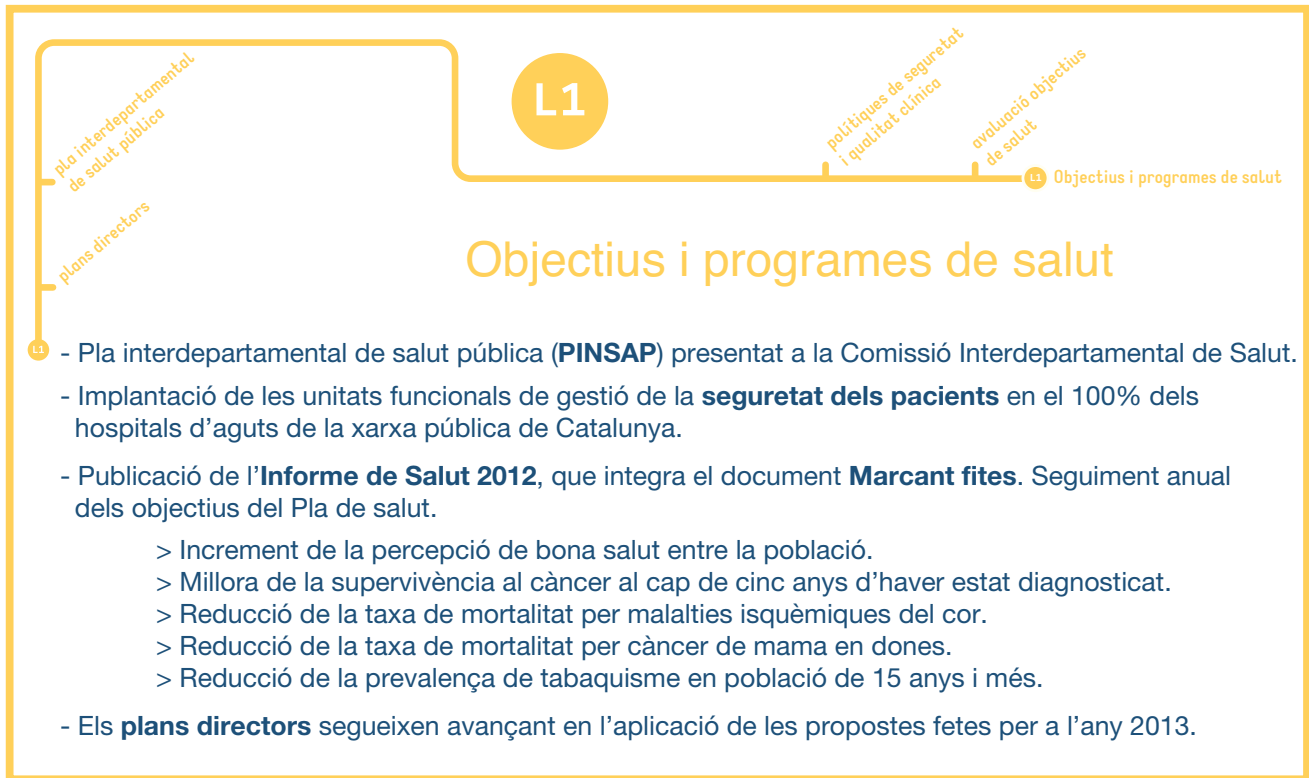 pla interdepartamental
de salut pública
plans directors
L1
polítiques de seguretat
i qualitat clínica
avaluació objectius
de salut
L1 Objectius i programes de salut
Objectius i programes de salut
L1
- Pla interdepartamental de salut pública (PINSAP) presentat a la Comissió Interdepartamental de Salut.
- Implantació de les unitats funcionals de gestió de la seguretat dels pacients en el 100% dels
hospitals d’aguts de la xarxa pública de Catalunya.
- Publicació de l’Informe de Salut 2012, que integra el document Marcant fites. Seguiment anual
dels objectius del Pla de salut.
> Increment de la percepció de bona salut entre la població.
> Millora de la supervivència al càncer al cap de cinc anys d’haver estat diagnosticat.
> Reducció de la taxa de mortalitat per malalties isquèmiques del cor.
> Reducció de la taxa de mortalitat per càncer de mama en dones.
> Reducció de la prevalença de tabaquisme en població de 15 anys i més.
- Els plans directors segueixen avançant en l’aplicació de les propostes fetes per a l’any 2013.